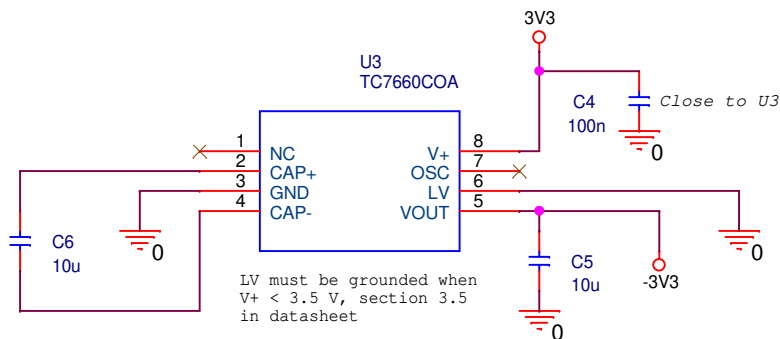 3V3
U3
TC7660COA
C4
100n
Close to U3
0
1
NC
2
CAP+
3
GND
4
CAP-
8
V+
7
OSC
6
LV
5
VOUT
C6
10u
0
0
C5
10u
-3V3
0
LV must be grounded when
V+ < 3.5 V, section 3.5
in datasheet